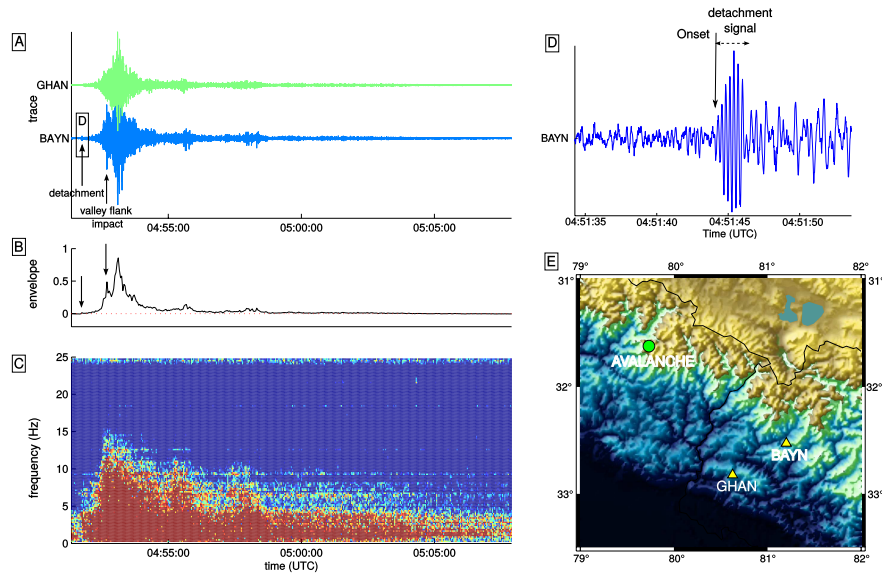 A
trace
GHAN
BAYN
D
detachment
valley flank
impact
04:55:00
05:00:00
05:05:00
B
envelope
1
0.5
0
C
frequency (Hz)
25
20
15
10
5
0
04:55:00
05:00:00
05:05:00
time (UTC)
D
detachment
signal
Onset
BAYN
04:51:35
04:51:40
04:51:45
04:51:50
Time (UTC)
E
79°
80°
81°
82°
31°
31°
AVALANCHE
32°
32°
BAYN
GHAN
33°
33°
79°
80°
81°
82°